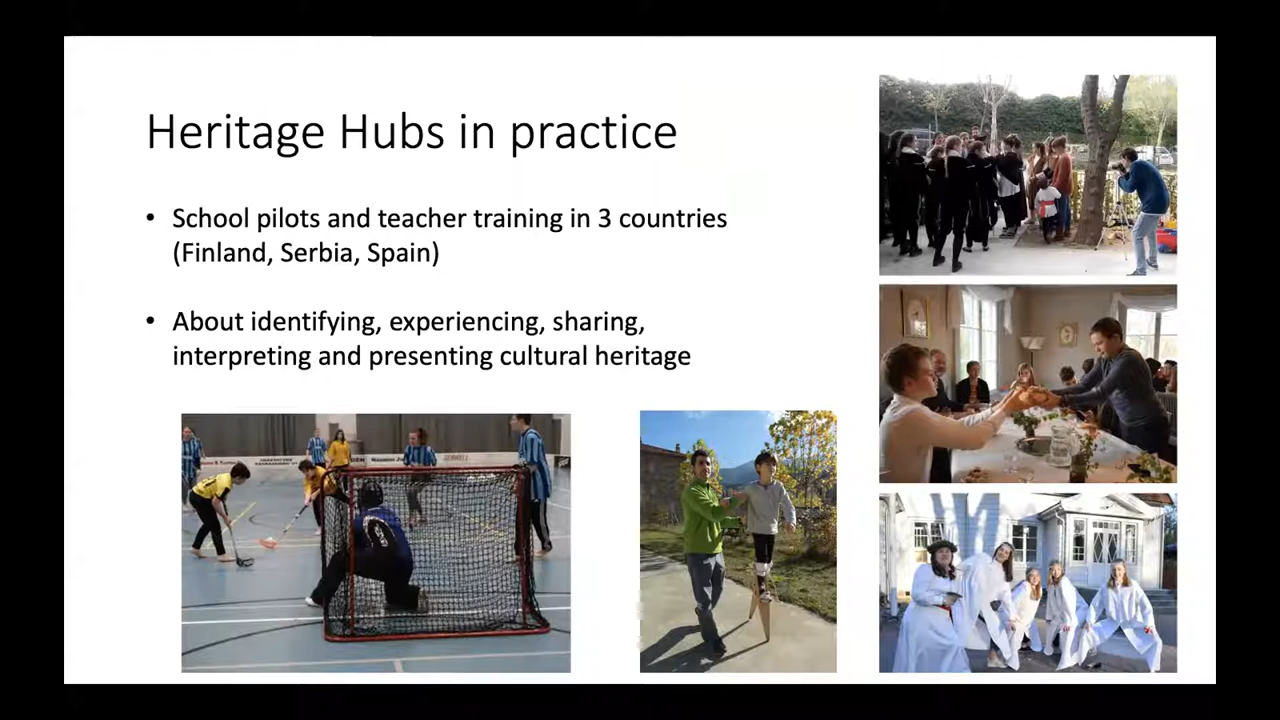 Heritage Hubs in practice
• School pilots and teacher training in 3 countries
(Finland, Serbia, Spain)
• About identifying, experiencing, sharing,
interpreting and presenting cultural heritage